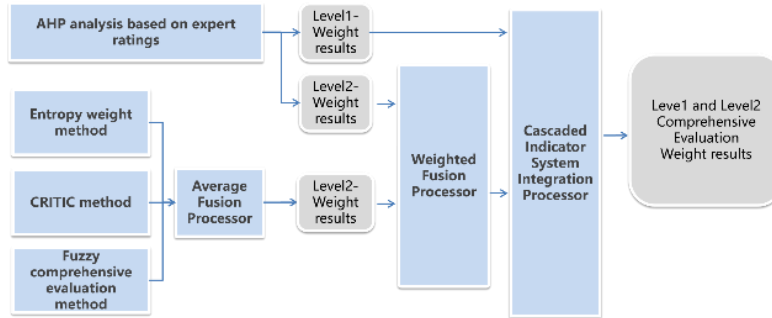 AHP analysis based on expert
ratings
Level1-
Weight
results
Level2-
Weight
results
Entropy weight
method
CRITIC method
Fuzzy comprehensive
evaluation method
Average
Fusion
Processor
Level2-
Weight
results
Weighted
Fusion
Processor
Cascaded
Indicator
System
Integration
Processor
Leve1 and Level2
Comprehensive
Evaluation
Weight results